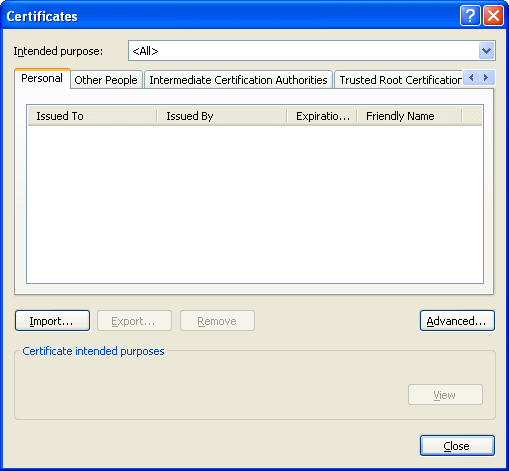 Certificates
Intended purpose: <All>
Personal Other People Intermediate Certification Authorities Trusted Root Certification
Issued To Issued By Expiratio... Friendly Name
Import... Export... Remove Advanced...
Certificate intended purposes
View
Close